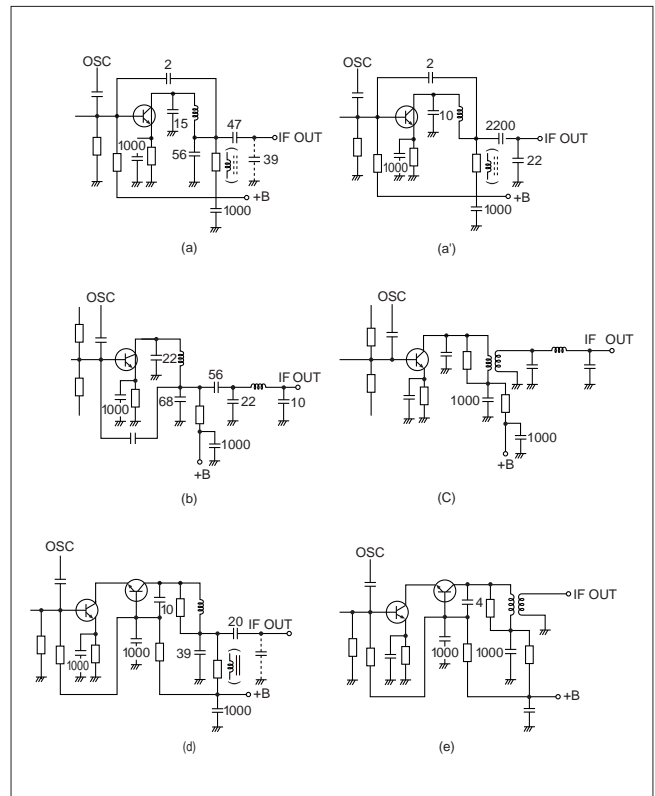 OSC
2
15
47
IF OUT
1000
56
39
+B
1000
(a)
OSC
2
10
2200
IF OUT
1000
22
+B
1000
(a')
OSC
22
56
IF OUT
1000
68
22
10
1000
+B
(b)
OSC
IF OUT
1000
1000
+B
(C)
OSC
10
20
IF OUT
1000
1000
39
+B
1000
(d)
OSC
4
IF OUT
1000
1000
+B
(e)